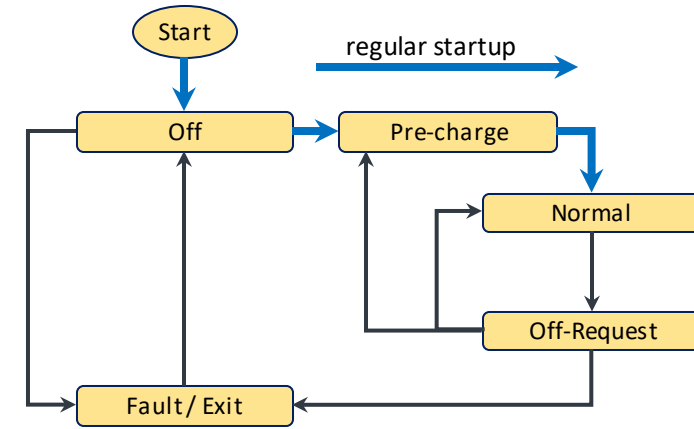 Start
regular startup
Off
Pre-charge
Normal
Off-Request
Fault / Exit